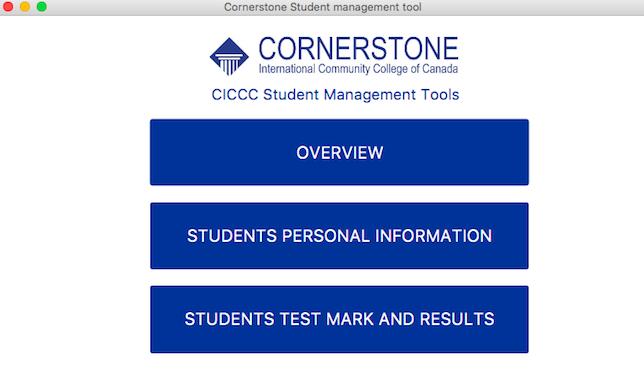 Cornerstone Student management tool
CORNERSTONE
International Community College of Canada
CICCC Student Management Tools
OVERVIEW
STUDENTS PERSONAL INFORMATION
STUDENTS TEST MARK AND RESULTS